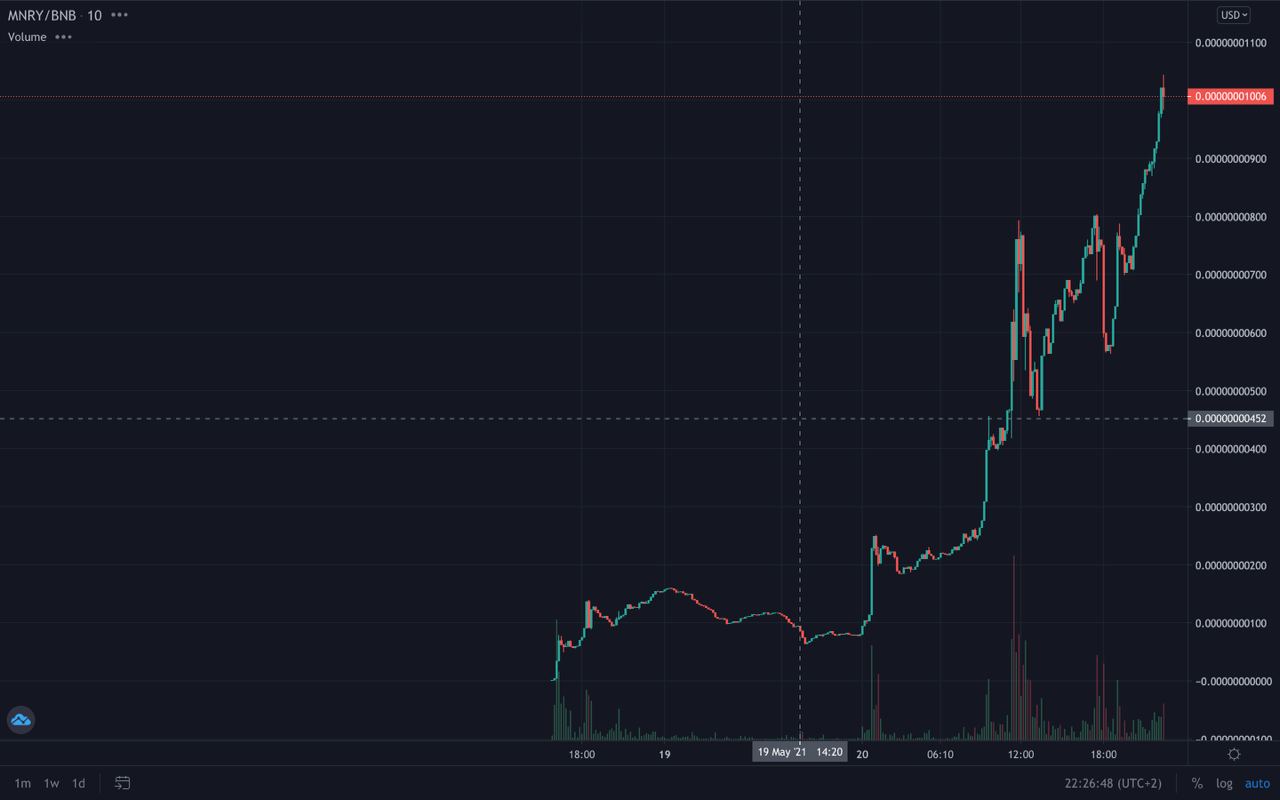 MNRY/BNB · 10 •••
Volume •••
USD
0.00000001100
0.00000001006
0.00000000900
0.00000000800
0.00000000700
0.00000000600
0.00000000500
0.00000000452
0.00000000400
0.00000000300
0.00000000200
0.00000000100
−0.00000000000
−0.00000000100
18:00 19 19 May '21 14:20 20 06:10 12:00 18:00
1m 1w 1d 22:26:48 (UTC+2) % log auto